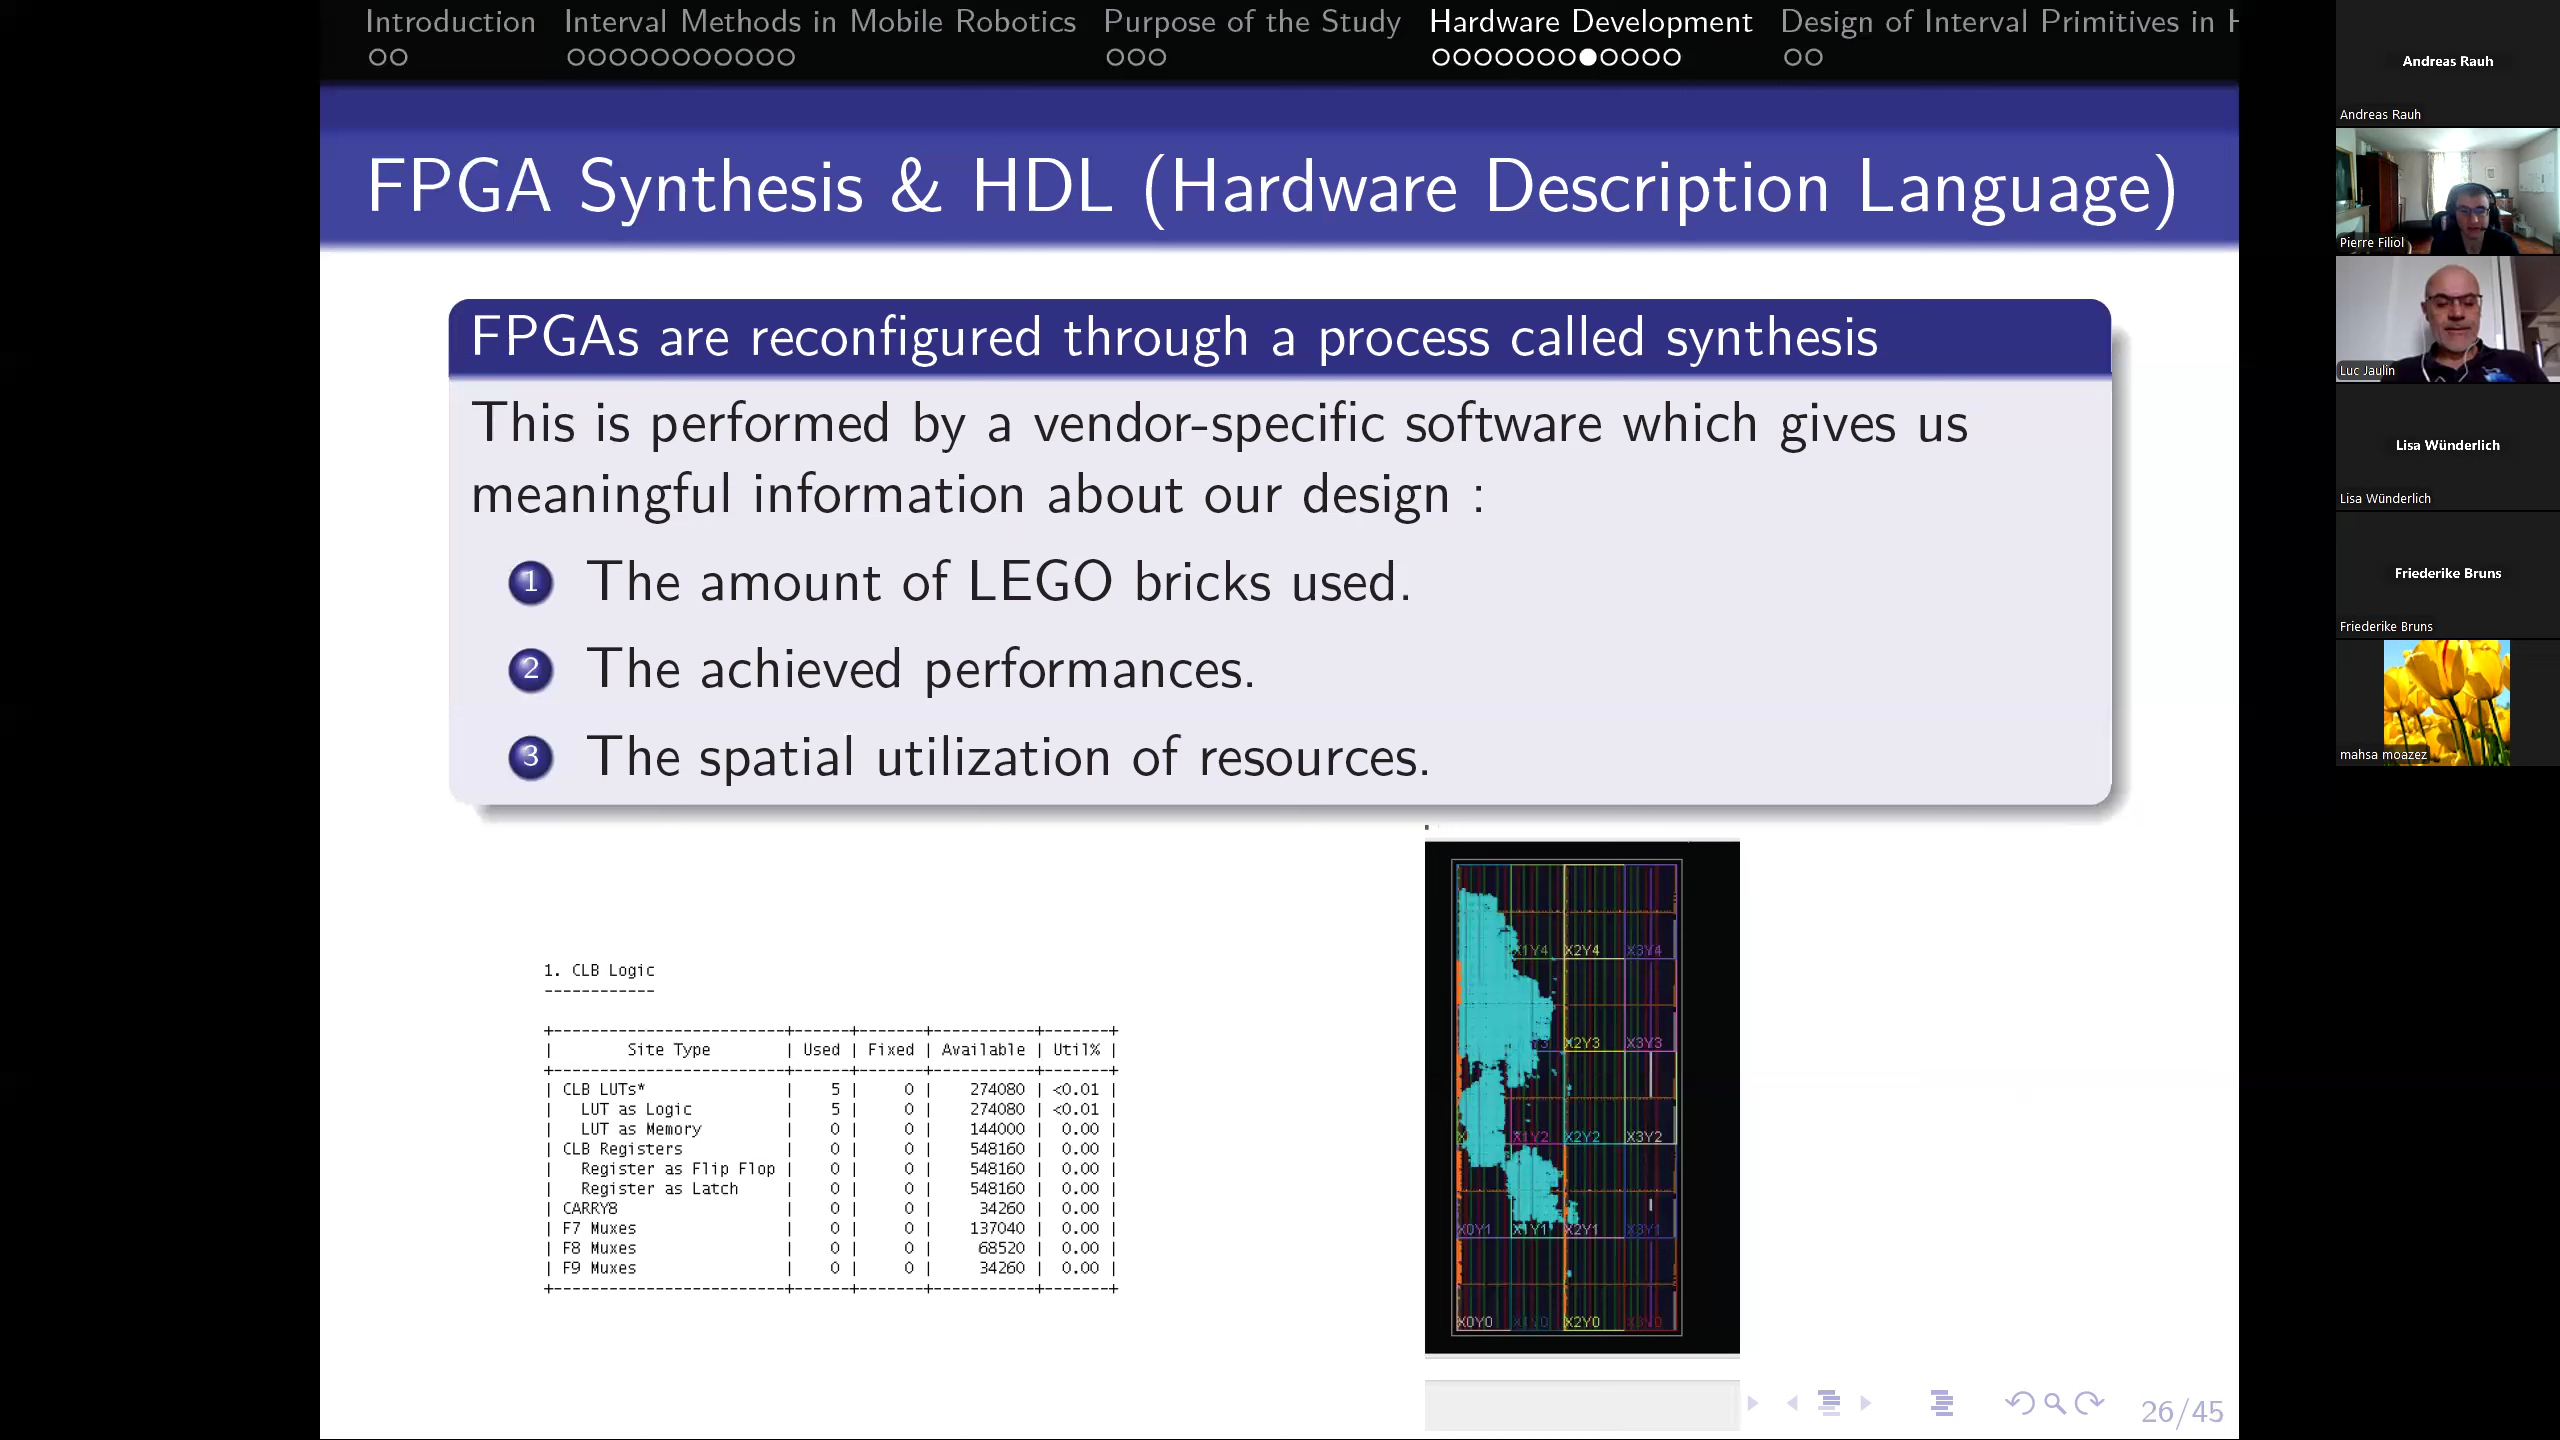 Introduction
Interval Methods in Mobile Robotics
Purpose of the Study
Hardware Development
Design of Interval Primitives in H
FPGA Synthesis & HDL (Hardware Description Language)
FPGAs are reconfigured through a process called synthesis
This is performed by a vendor-specific software which gives us
meaningful information about our design :
1 The amount of LEGO bricks used.
2 The achieved performances.
3 The spatial utilization of resources.
1. CLB Logic
------------
+-------------------------+------+-------+-----------+-------+
| Site Type | Used | Fixed | Available | Util% |
+-------------------------+------+-------+-----------+-------+
| CLB LUTs* | 5 | 0 | 274080 | <0.01 |
| LUT as Logic | 5 | 0 | 274080 | <0.01 |
| LUT as Memory | 0 | 0 | 144000 | 0.00 |
| CLB Registers | 0 | 0 | 548160 | 0.00 |
| Register as Flip Flop | 0 | 0 | 548160 | 0.00 |
| Register as Latch | 0 | 0 | 548160 | 0.00 |
| CARRY8 | 0 | 0 | 34260 | 0.00 |
| F7 Muxes | 0 | 0 | 137040 | 0.00 |
| F8 Muxes | 0 | 0 | 68520 | 0.00 |
| F9 Muxes | 0 | 0 | 34260 | 0.00 |
+-------------------------+------+-------+-----------+-------+
X1Y4 X2Y4 X3Y4
X2Y3 X3Y3
X1Y2 X2Y2 X3Y2
X0Y1 X1Y1 X2Y1 X3Y1
X0Y0 X1Y0 X2Y0 X3Y0
26/45
Andreas Rauh
Andreas Rauh
Pierre Filiol
Luc Jaulin
Lisa Wünderlich
Lisa Wünderlich
Friederike Bruns
Friederike Bruns
mahsa moazez